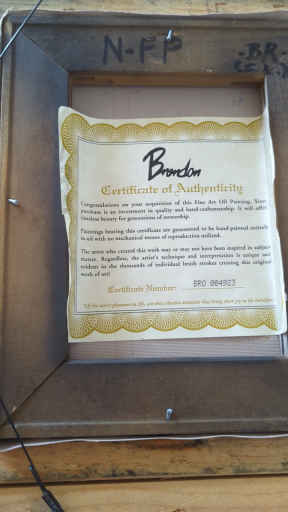 N-FP
-BR-
Brandon
Certificate of Authenticity
Congratulations on your acquisition of this Fine Art Oil Painting. Your
purchase is an investment in quality and hand-craftsmanship. It will offer
timeless beauty for generations of ownership.
Paintings bearing this certificate are guaranteed to be hand-painted entirely
in oil with no mechanical means of reproduction utilized.
The artist who created this work may or may not have been inspired in subject
matter. Regardless, the artist's technique and interpretation is unique and
evident in the thousands of individual brush strokes creating this original
work of art!
Certificate Number: BRO 004923